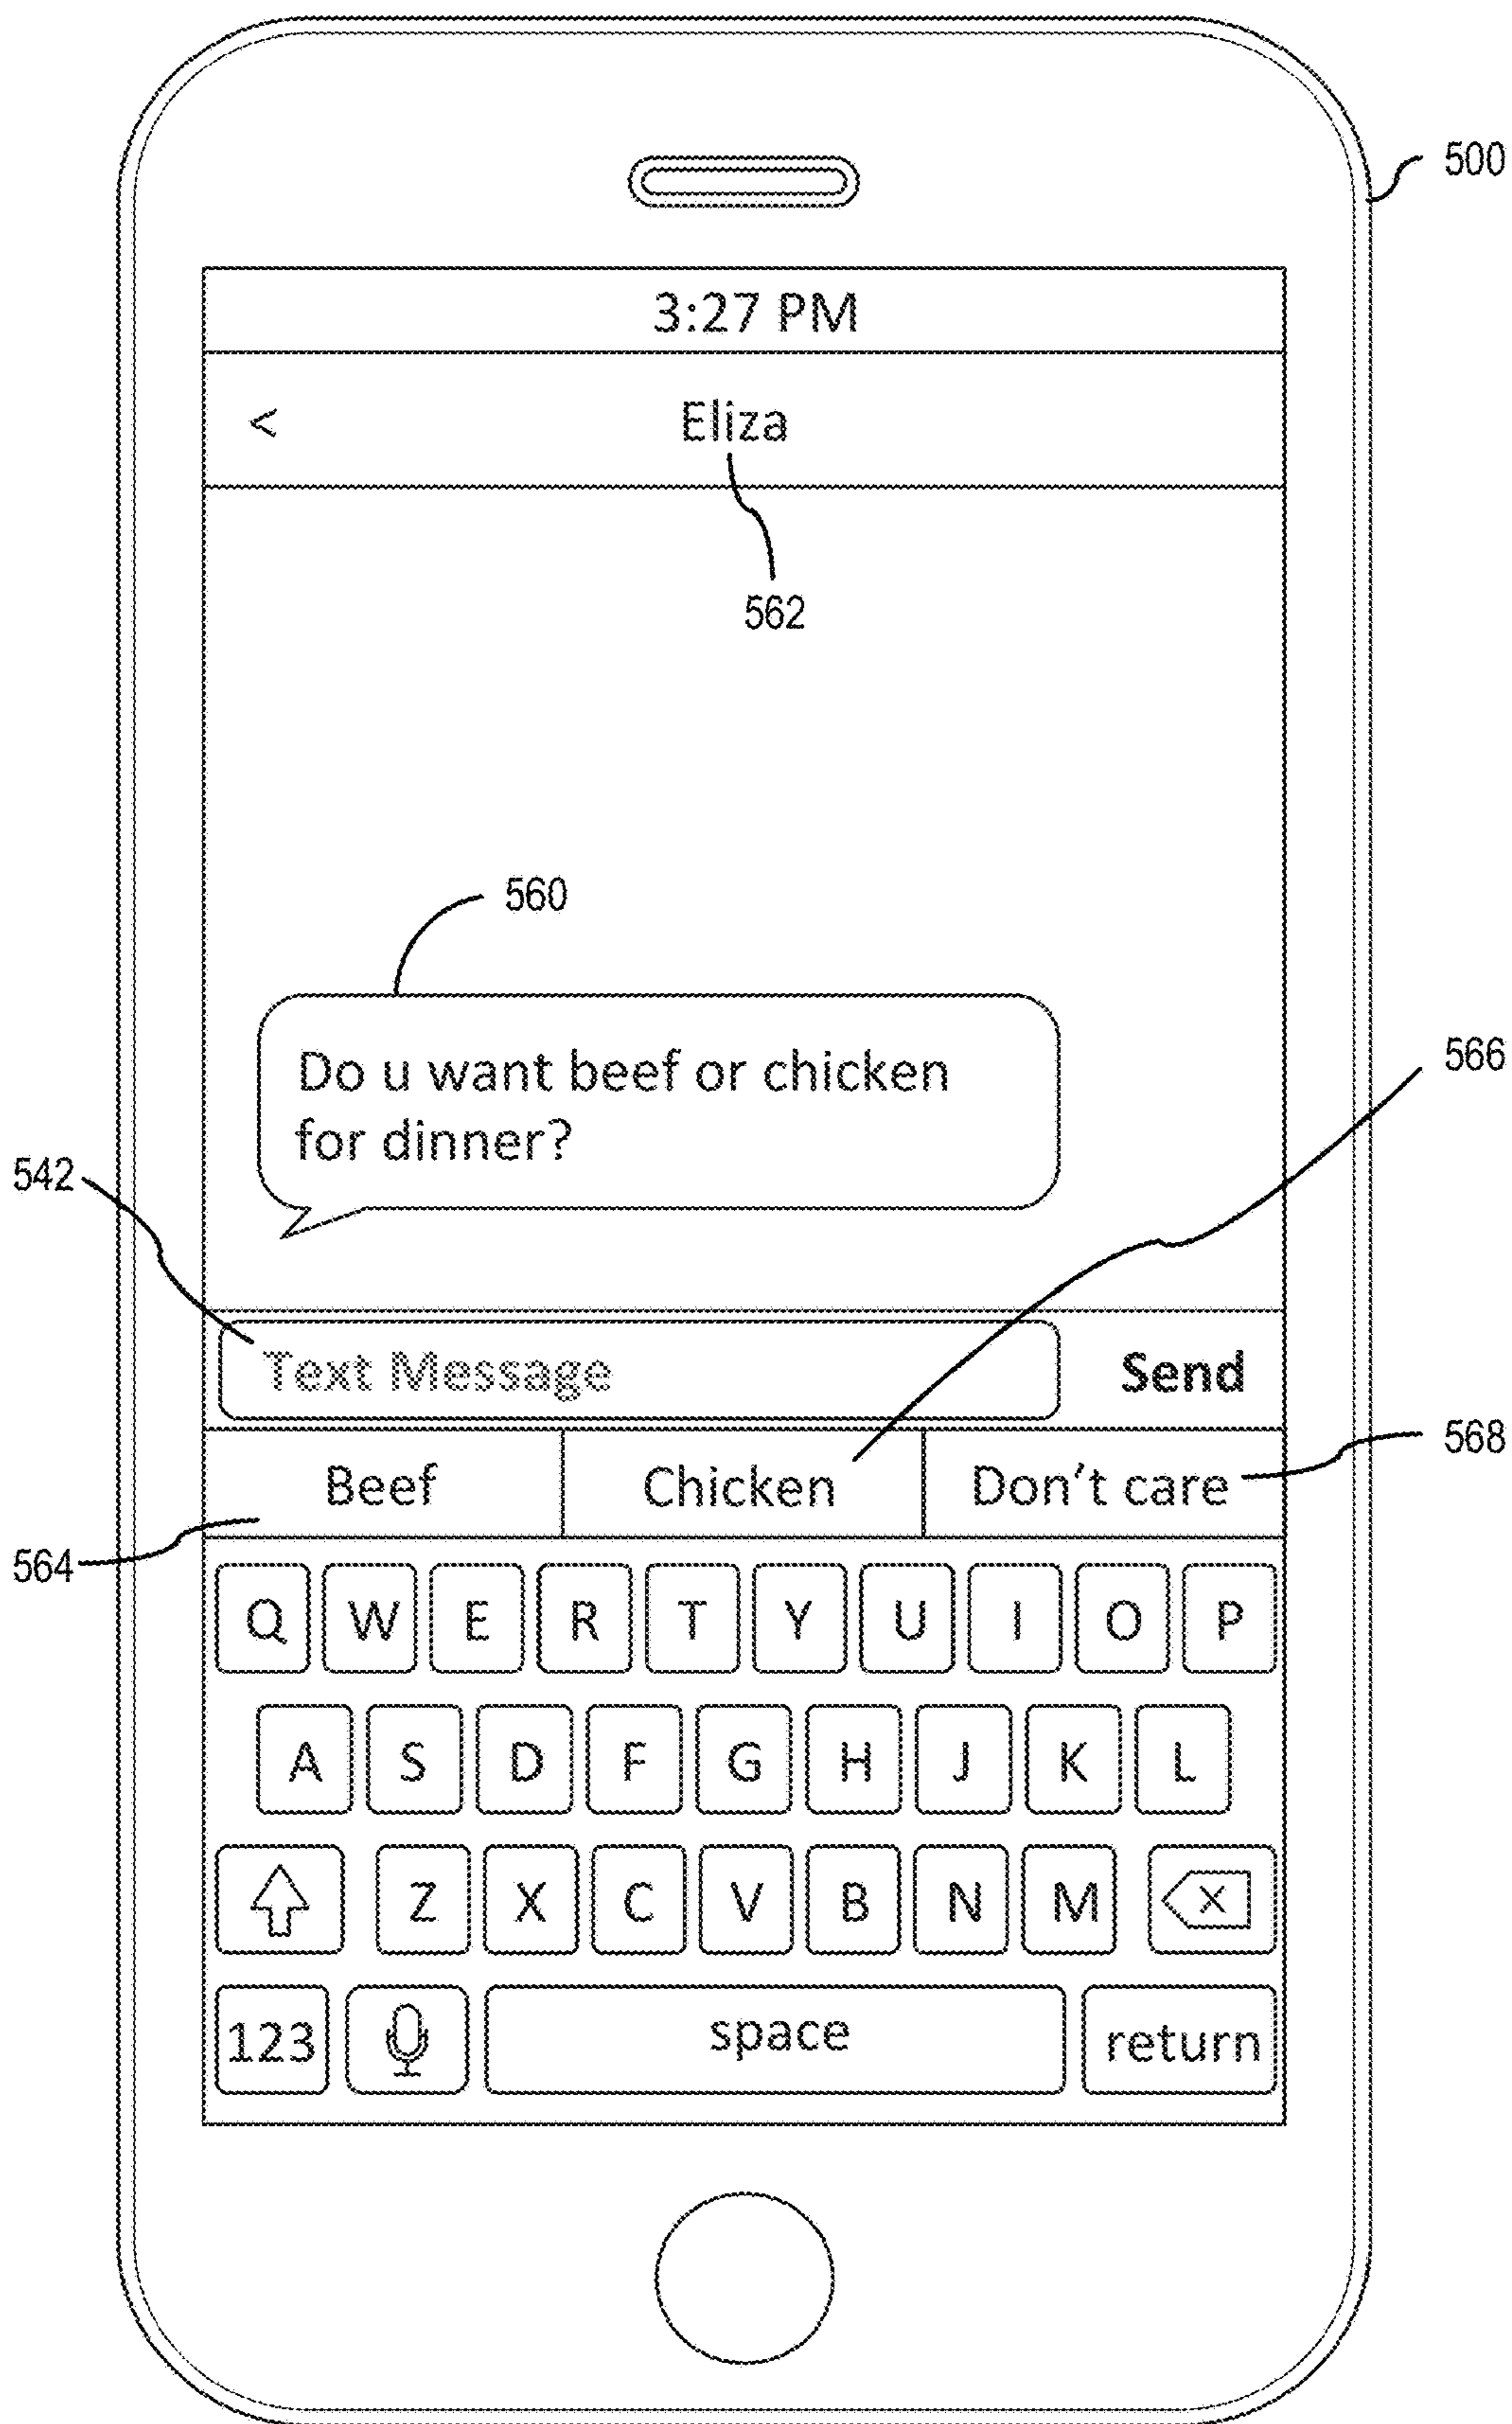 500
3:27 PM
< Eliza
562
560
566
Do u want beef or chicken
for dinner?
542
Text Message Send
568
Beef Chicken Don't care
564
Q W E R T Y U I O P
A S D F G H J K L
Z X C V B N M X
123 space return